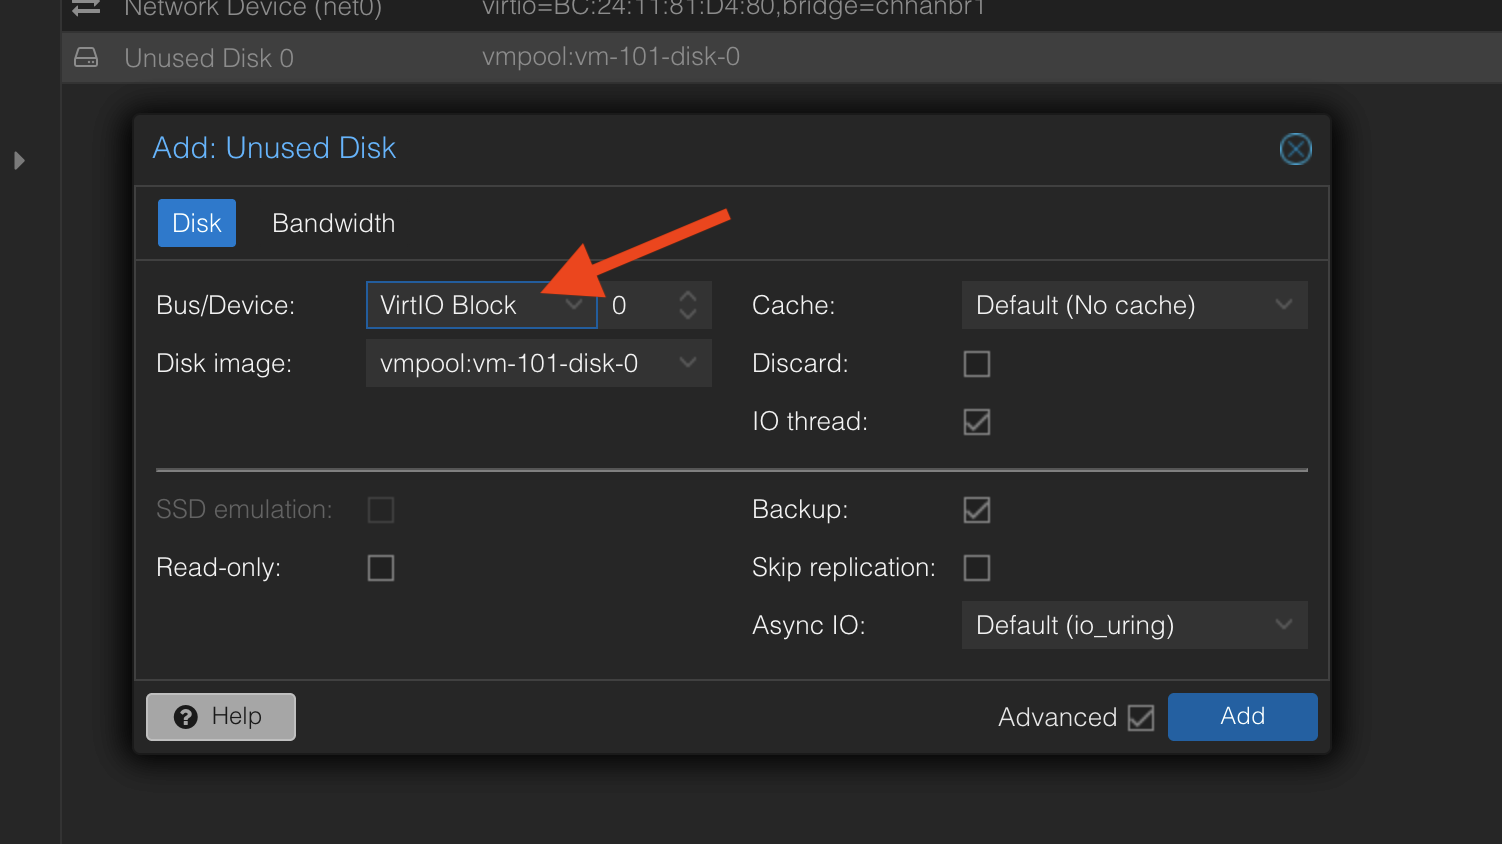 Network Device (net0) virtio=BC:24:11:81:D4:80,bridge=chhanbr1
Unused Disk 0 vmpool:vm-101-disk-0
Add: Unused Disk
Disk Bandwidth
Bus/Device: VirtIO Block 0 Cache: Default (No cache)
Disk image: vmpool:vm-101-disk-0 Discard:
IO thread:
SSD emulation: Backup:
Read-only: Skip replication:
Async IO: Default (io_uring)
Help Advanced Add